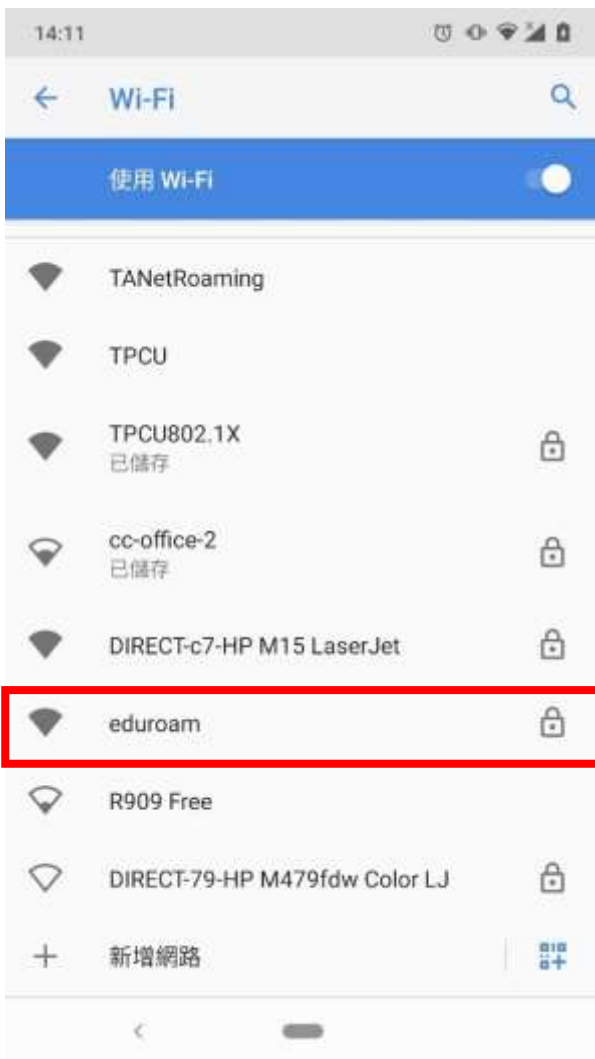 14:11
Wi-Fi
使用 Wi-Fi
TANetRoaming
TPCU
TPCU802.1X
已儲存
cc-office-2
已儲存
DIRECT-c7-HP M15 LaserJet
eduroam
R909 Free
DIRECT-79-HP M479fdw Color LJ
新增網路